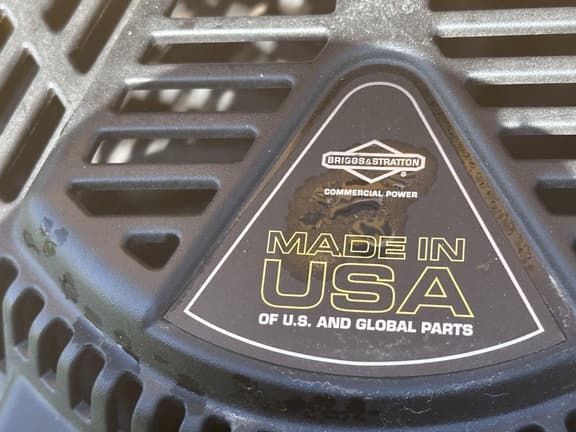 BRIGGS&STRATTON
®
COMMERCIAL POWER
MADE IN
USA
OF U.S. AND GLOBAL PARTS